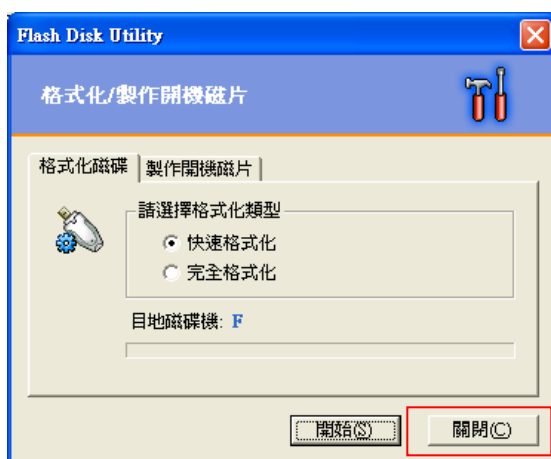 Flash Disk Utility
格式化/製作開機磁片
格式化磁碟 製作開機磁片
請選擇格式化類型
快速格式化
完全格式化
目地磁碟機: F
開始(S) 關閉(C)